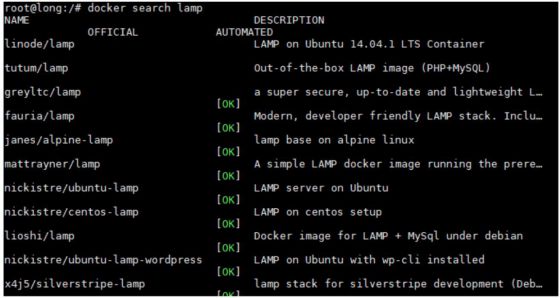 root@long:/# docker search lamp
NAME DESCRIPTION
OFFICIAL AUTOMATED
linode/lamp LAMP on Ubuntu 14.04.1 LTS Container
tutum/lamp Out-of-the-box LAMP image (PHP+MySQL)
greyltc/lamp a super secure, up-to-date and lightweight L…
[OK]
fauria/lamp Modern, developer friendly LAMP stack. Inclu…
[OK]
janes/alpine-lamp lamp base on alpine linux
[OK]
mattrayner/lamp A simple LAMP docker image running the prere…
[OK]
nickistre/ubuntu-lamp LAMP server on Ubuntu
[OK]
nickistre/centos-lamp LAMP on centos setup
[OK]
lioshi/lamp Docker image for LAMP + MySql under debian
[OK]
nickistre/ubuntu-lamp-wordpress LAMP on Ubuntu with wp-cli installed
[OK]
x4j5/silverstripe-lamp lamp stack for silverstripe development (Deb…
[OK]